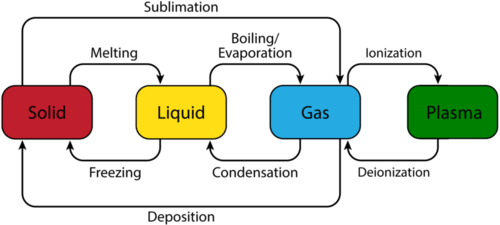 Sublimation
Melting
Boiling/
Evaporation
Ionization
Solid
Liquid
Gas
Plasma
Freezing
Condensation
Deionization
Deposition